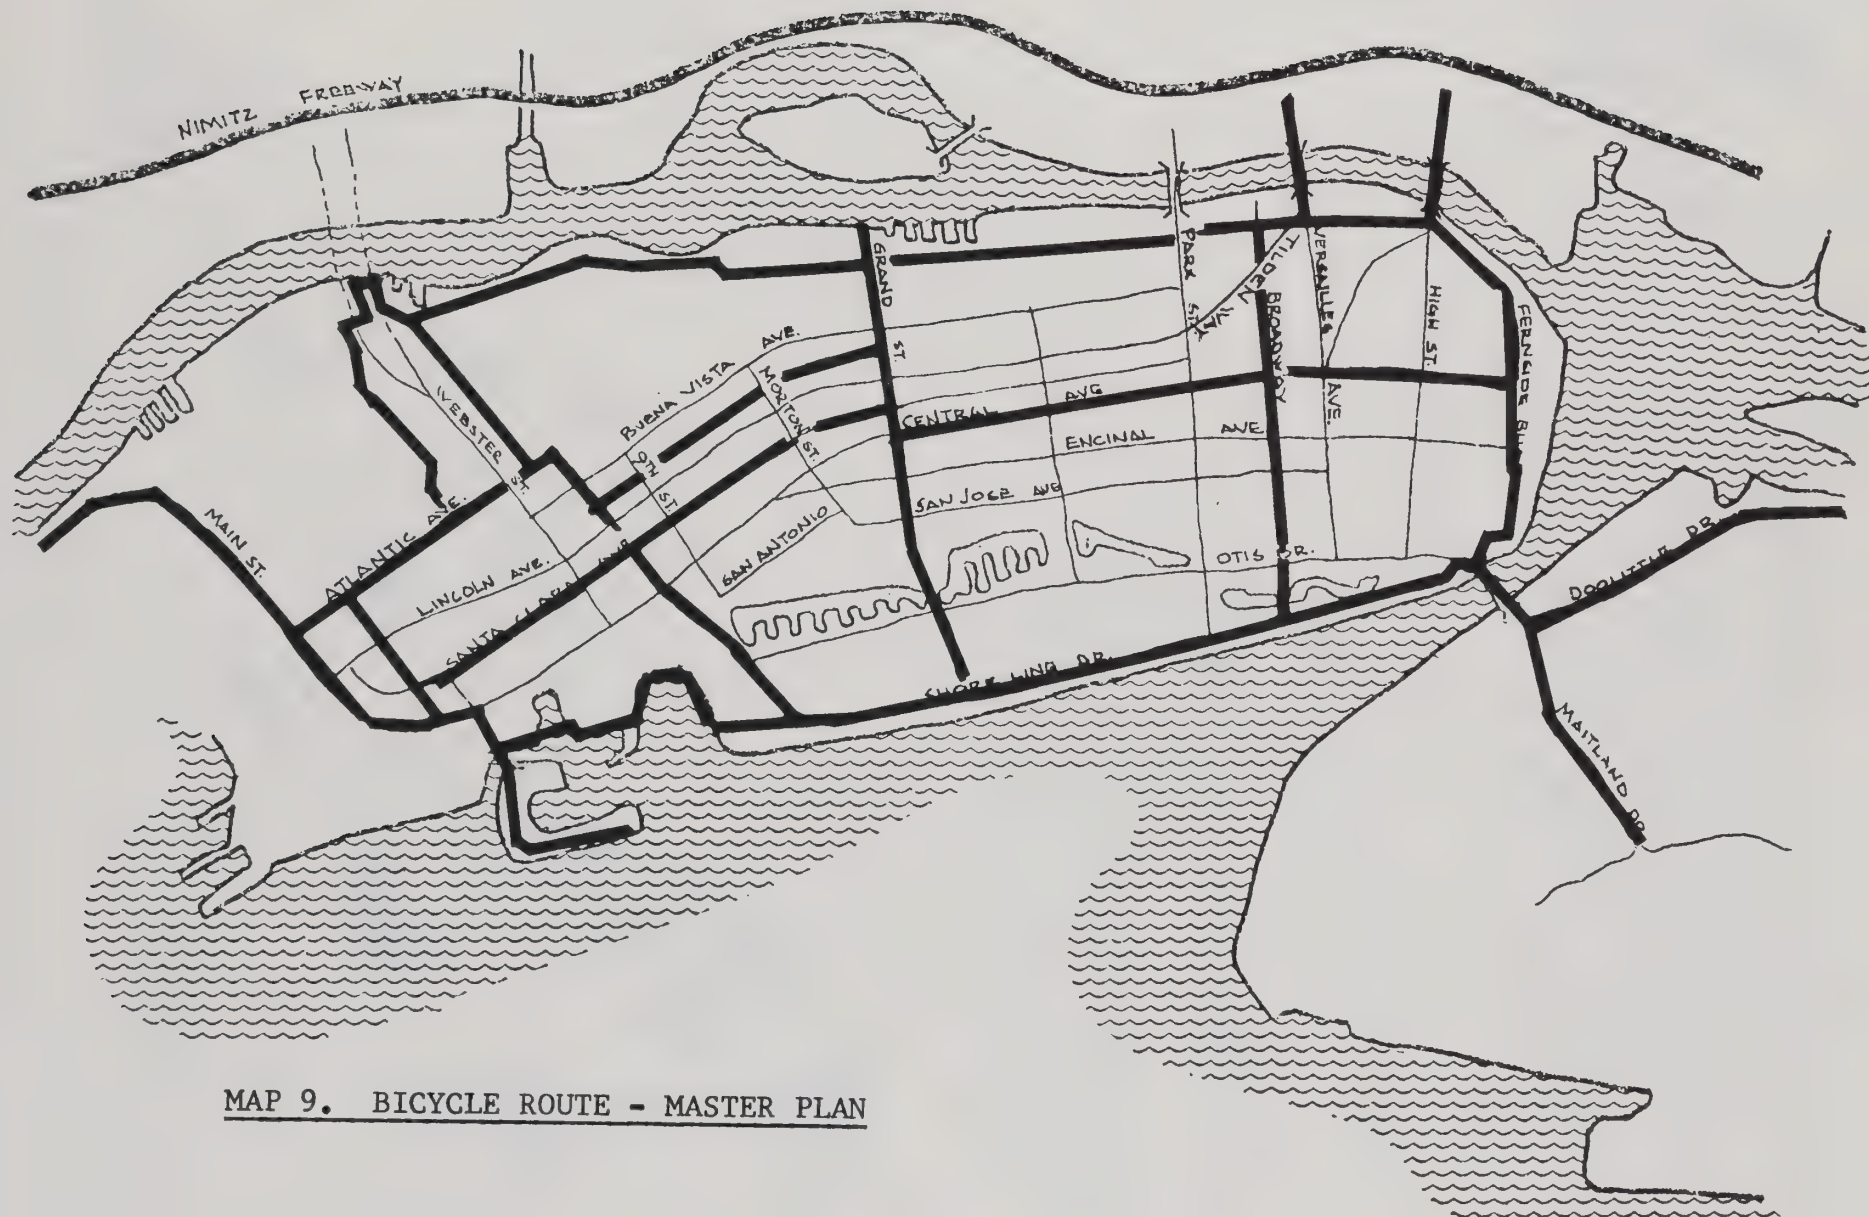 NIMITZ FREEWAY
GRAND ST.
PARK ST.
TILDEN WAY
VERSAILLES AVE.
BROADWAY
HIGH ST.
FERNSIDE
BUENA VISTA AVE.
MORTON ST.
WEBSTER ST.
9TH ST.
CENTRAL AVE
ENCINAL AVE
SAN JOSE AVE
SAN ANTONIO
MAIN ST.
ATLANTIC AVE.
LINCOLN AVE.
SANTA CLARA AVE
OTIS DR.
DOOLITTLE DR.
SHORE LINE DR.
MAITLAND DR.
MAP 9. BICYCLE ROUTE - MASTER PLAN